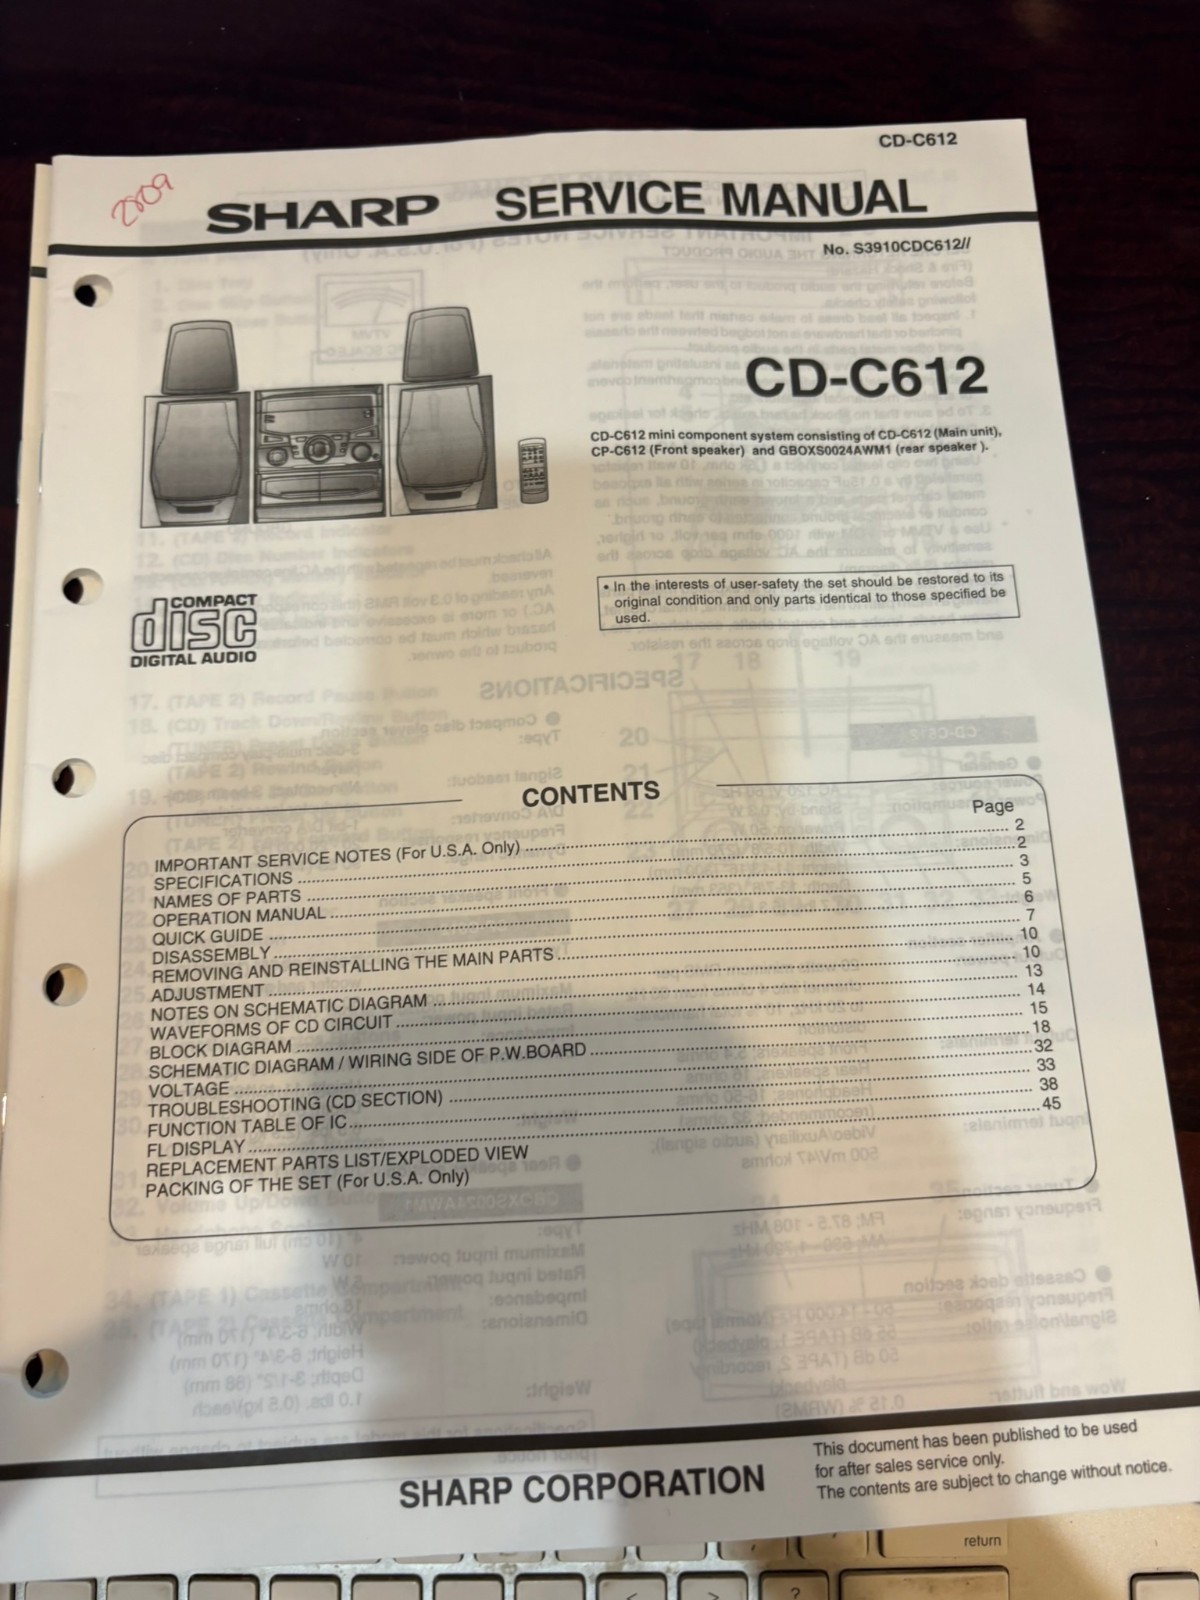 CD-C612
2809
SHARP SERVICE MANUAL
No. S3910CDC612//
CD-C612
CD-C612 mini component system consisting of CD-C612 (Main unit),
CP-C612 (Front speaker) and GBOXS0024AWM1 (rear speaker ).
• In the interests of user-safety the set should be restored to its
original condition and only parts identical to those specified be
used.
COMPACT
disc
DIGITAL AUDIO
CONTENTS
Page
IMPORTANT SERVICE NOTES (For U.S.A. Only) ... 2
SPECIFICATIONS ... 2
NAMES OF PARTS ... 3
OPERATION MANUAL ... 5
QUICK GUIDE ... 6
DISASSEMBLY ... 7
REMOVING AND REINSTALLING THE MAIN PARTS ... 10
ADJUSTMENT ... 10
NOTES ON SCHEMATIC DIAGRAM ... 13
WAVEFORMS OF CD CIRCUIT ... 14
BLOCK DIAGRAM ... 15
SCHEMATIC DIAGRAM / WIRING SIDE OF P.W.BOARD ... 18
VOLTAGE ... 32
TROUBLESHOOTING (CD SECTION) ... 33
FUNCTION TABLE OF IC ... 38
FL DISPLAY ... 45
REPLACEMENT PARTS LIST/EXPLODED VIEW
PACKING OF THE SET (For U.S.A. Only)
SHARP CORPORATION
This document has been published to be used
for after sales service only.
The contents are subject to change without notice.
return
< > ?